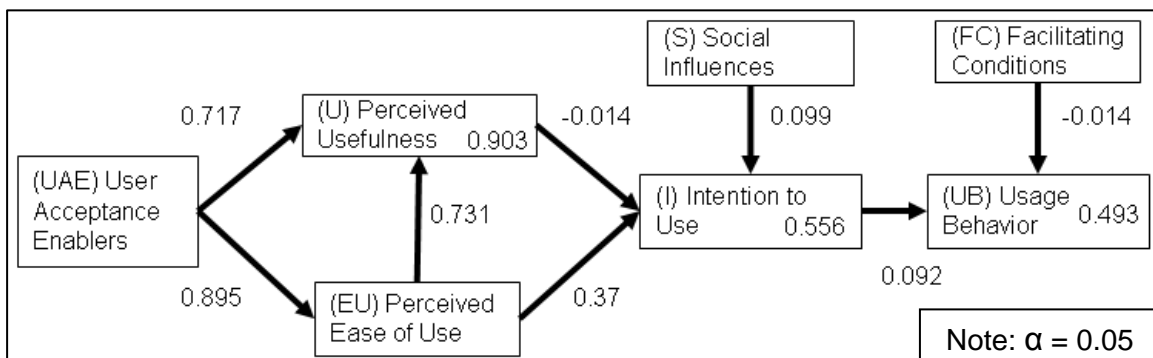 (S) Social
Influences
(FC) Facilitating
Conditions
0.717
(U) Perceived
Usefulness 0.903
-0.014
0.099
-0.014
(UAE) User
Acceptance
Enablers
0.731
(I) Intention to
Use 0.556
(UB) Usage
Behavior 0.493
0.895
(EU) Perceived
Ease of Use
0.37
0.092
Note: α = 0.05